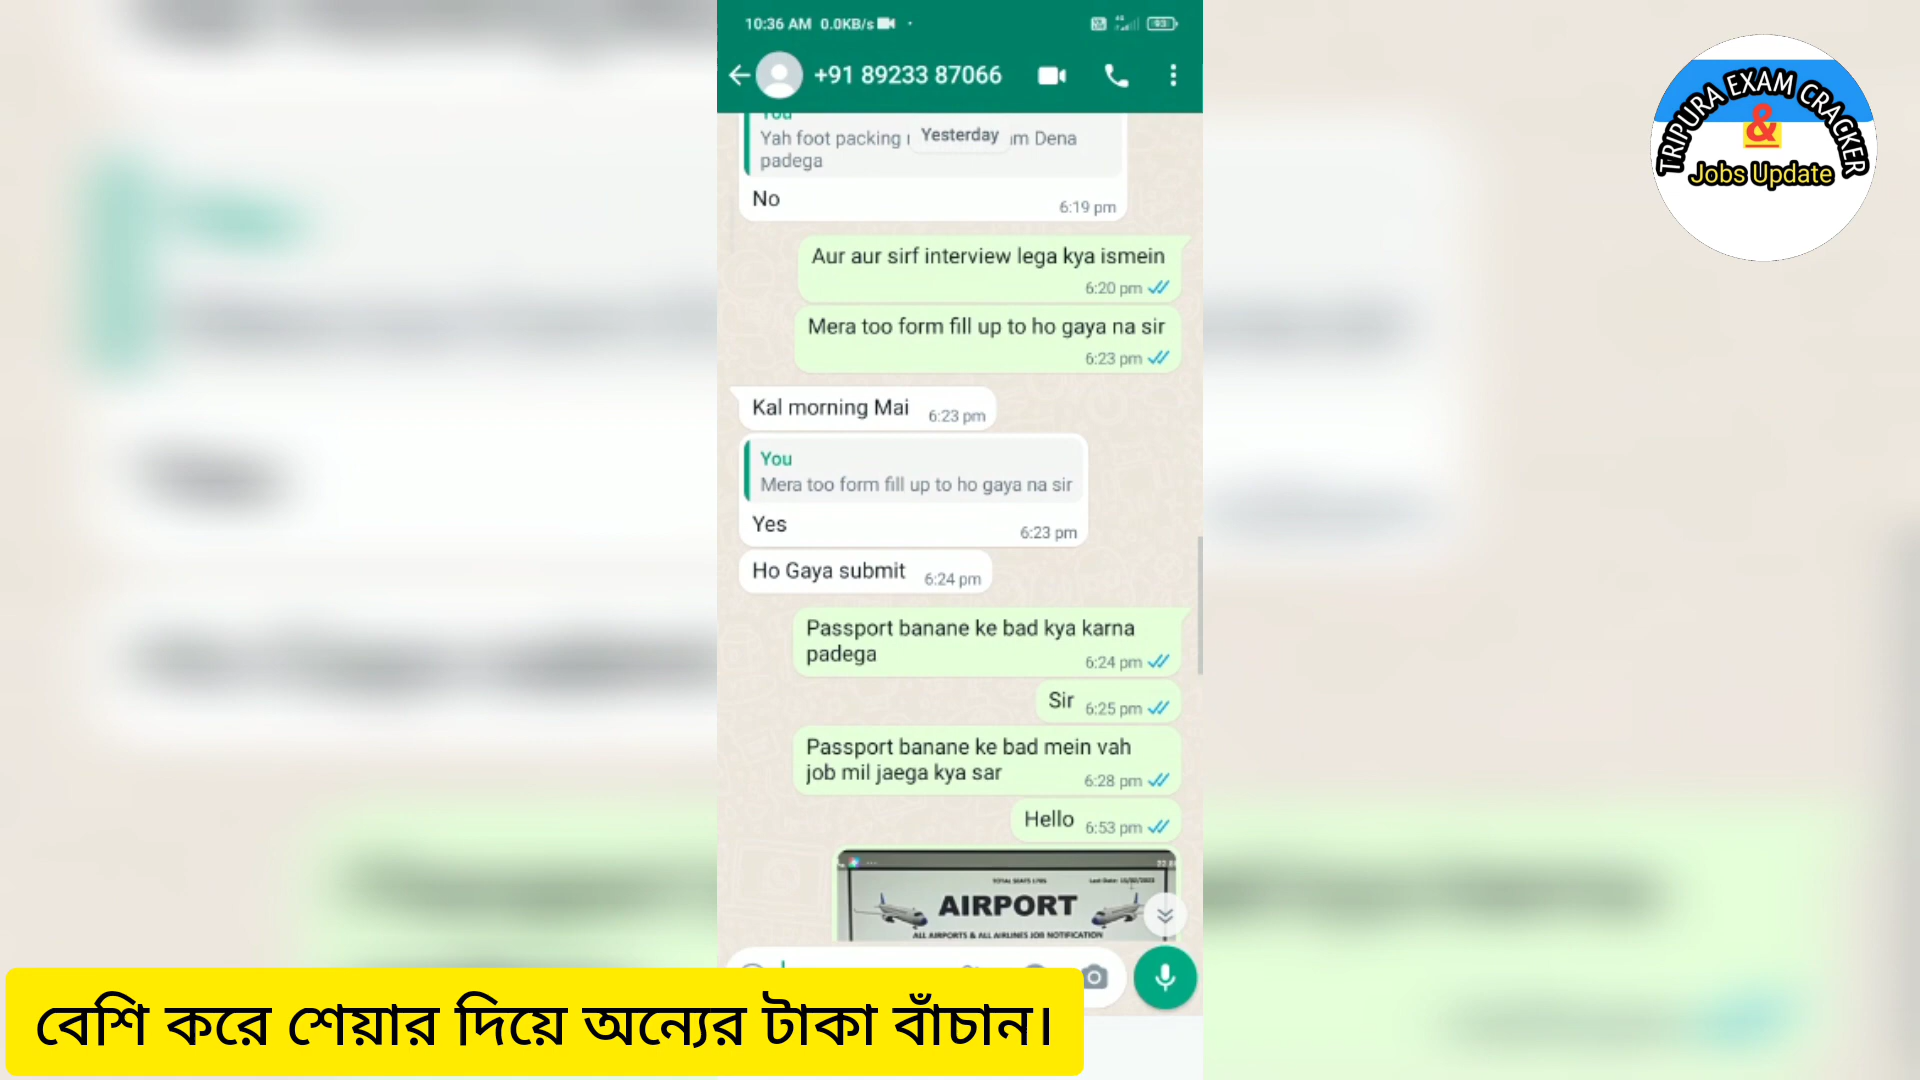 10:36 AM 0.0KB/s
+91 89233 87066
TRIPURA EXAM CRACKER
&
Jobs Update
You
Yah foot packing
Yesterday
Dena
padega
No
6:19 pm
Aur aur sirf interview lega kya ismein
6:20 pm
Mera too form fill up to ho gaya na sir
6:23 pm
Kal morning Mai 6:23 pm
You
Mera too form fill up to ho gaya na sir
Yes
6:23 pm
Ho Gaya submit 6:24 pm
Passport banane ke bad kya karna
padega
6:24 pm
Sir 6:25 pm
Passport banane ke bad mein vah
job mil jaega kya sar
6:28 pm
Hello 6:53 pm
AIRPORT
ALL AIRPORTS & ALL AIRLINES JOB NOTIFICATION
বেশি করে শেয়ার দিয়ে অন্যের টাকা বাঁচান।